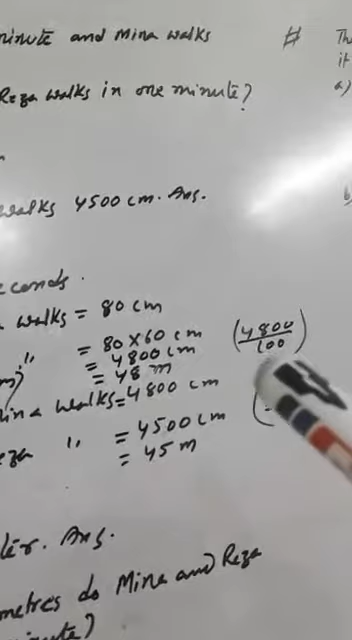 minute and Mina walks
Reza walks in one minute?
walks 4500 cm. Ans.
seconds.
walks = 80 cm
" = 80 x 60 cm
= 4800 cm (4800/100)
= 48 m
Mina walks = 4800 cm
Reza " = 4500 cm
= 45 m
Ans.
metres do Mina and Reza
minute?
#
it
a)